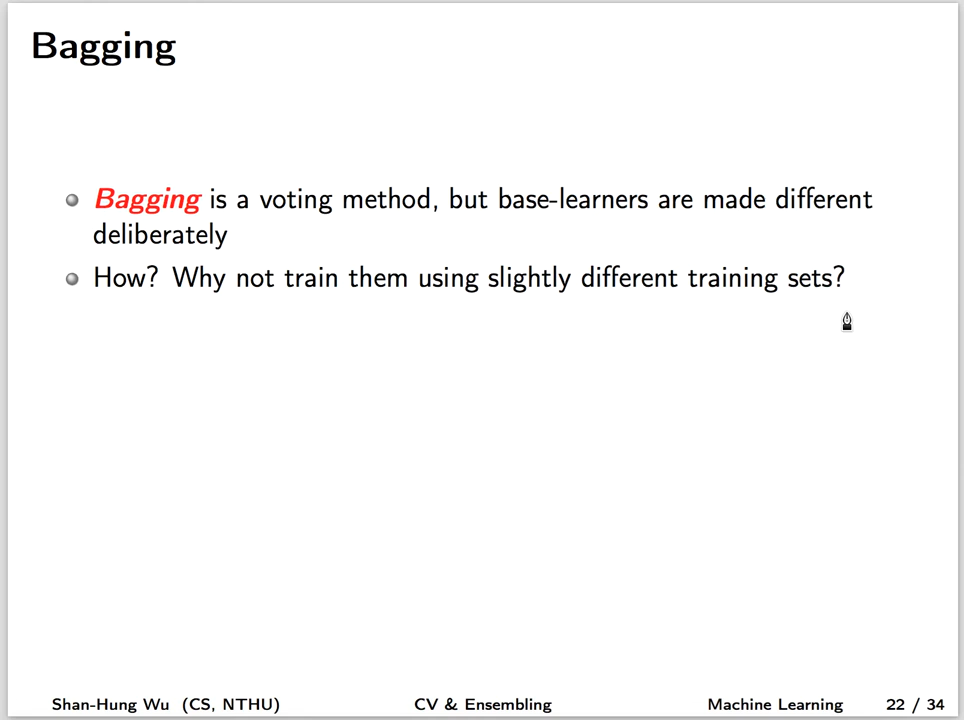 Bagging
Bagging is a voting method, but base-learners are made different
deliberately
How? Why not train them using slightly different training sets?
Shan-Hung Wu (CS, NTHU) CV & Ensembling Machine Learning 22 / 34